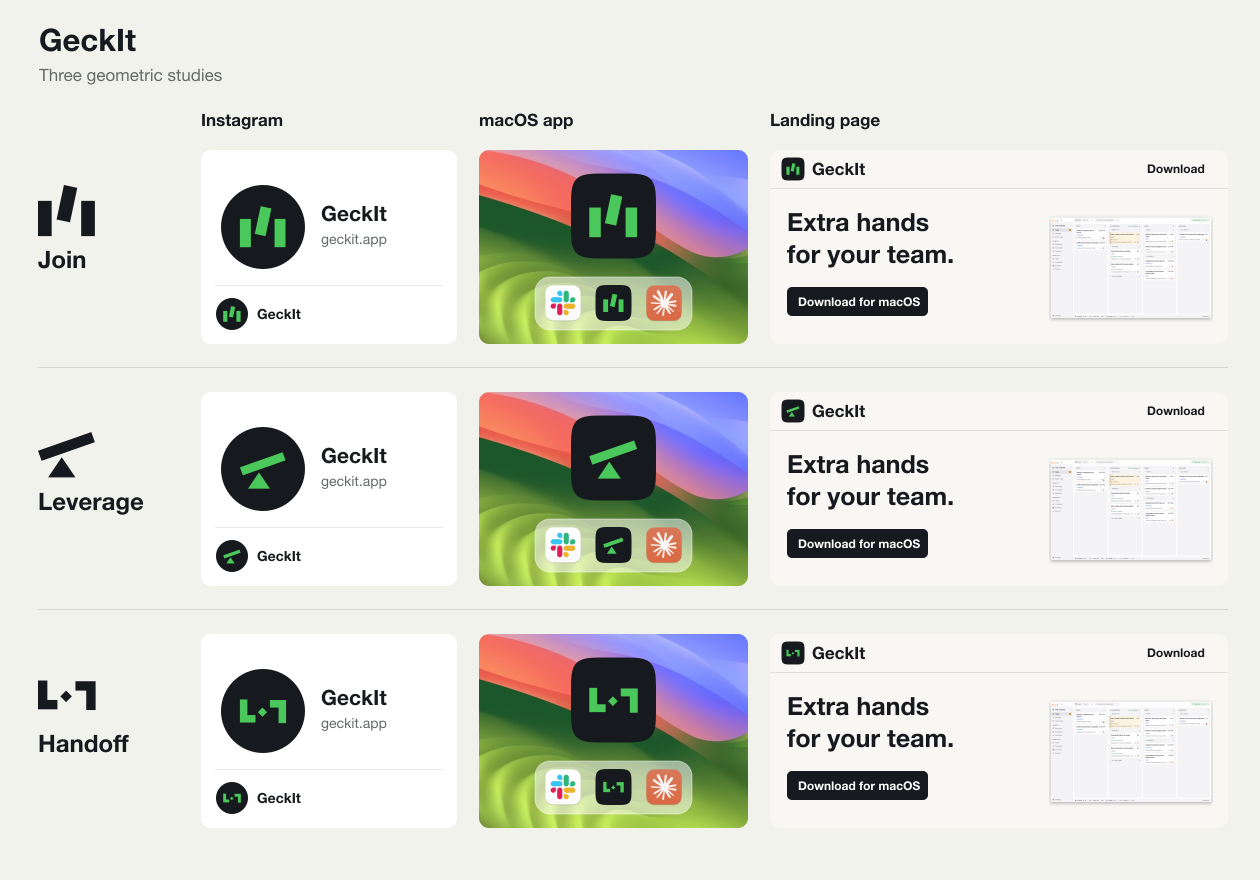 GeckIt
Three geometric studies
Instagram
macOS app
Landing page
Join
GeckIt
geckit.app
GeckIt
GeckIt
Download
Extra hands
for your team.
Download for macOS
Leverage
GeckIt
geckit.app
GeckIt
GeckIt
Download
Extra hands
for your team.
Download for macOS
Handoff
GeckIt
geckit.app
GeckIt
GeckIt
Download
Extra hands
for your team.
Download for macOS